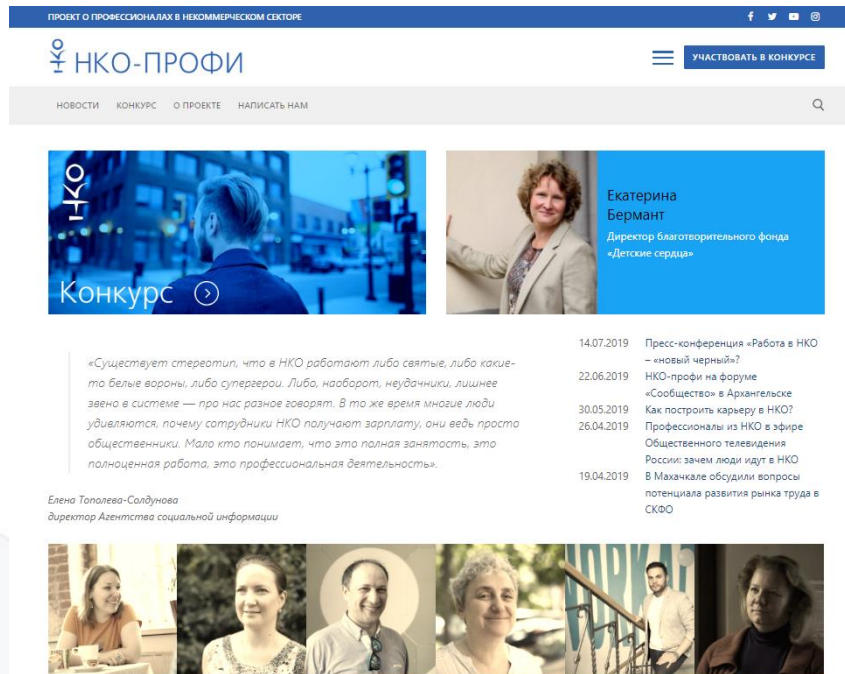 ПРОЕКТ О ПРОФЕССИОНАЛАХ В НЕКОММЕРЧЕСКОМ СЕКТОРЕ
НКО НКО-ПРОФИ
УЧАСТВОВАТЬ В КОНКУРСЕ
НОВОСТИ КОНКУРС О ПРОЕКТЕ НАПИСАТЬ НАМ
НКО
Конкурс
Екатерина
Бермант
Директор благотворительного фонда
«Детские сердца»
«Существует стереотип, что в НКО работают либо святые, либо какие-
то белые вороны, либо супергерои. Либо, наоборот, неудачники, лишнее
звено в системе — про нас разное говорят. В то же время многие люди
удивляются, почему сотрудники НКО получают зарплату, они ведь просто
общественники. Мало кто понимает, что это полная занятость, это
полноценная работа, это профессиональная деятельность».
Елена Тополева-Солдунова
директор Агентства социальной информации
14.07.2019 Пресс-конференция «Работа в НКО
– «новый черный»?
22.06.2019 НКО-профи на форуме
«Сообщество» в Архангельске
30.05.2019 Как построить карьеру в НКО?
26.04.2019 Профессионалы из НКО в эфире
Общественного телевидения
России: зачем люди идут в НКО
19.04.2019 В Махачкале обсудили вопросы
потенциала развития рынка труда в
СКФО